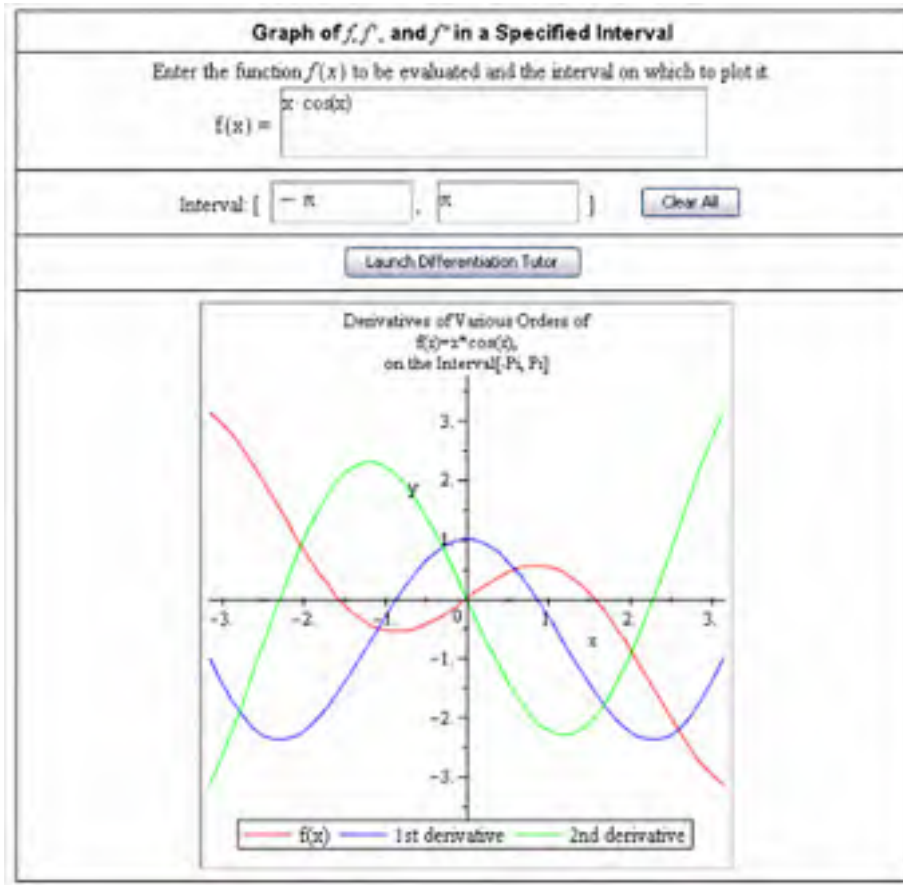 Graph of f, f', and f'' in a Specified Interval
Enter the function f(x) to be evaluated and the interval on which to plot it
x · cos(x)
f(x) =
Interval: [ − π , π ] Clear All
Launch Differentiation Tutor
Derivatives of Various Orders of
f(x)=x*cos(x),
on the Interval[-Pi, Pi]
3.
y 2.
1.
-3. -2. -1. 0 1. 2. 3.
x
-1.
-2.
-3.
f(x) 1st derivative 2nd derivative